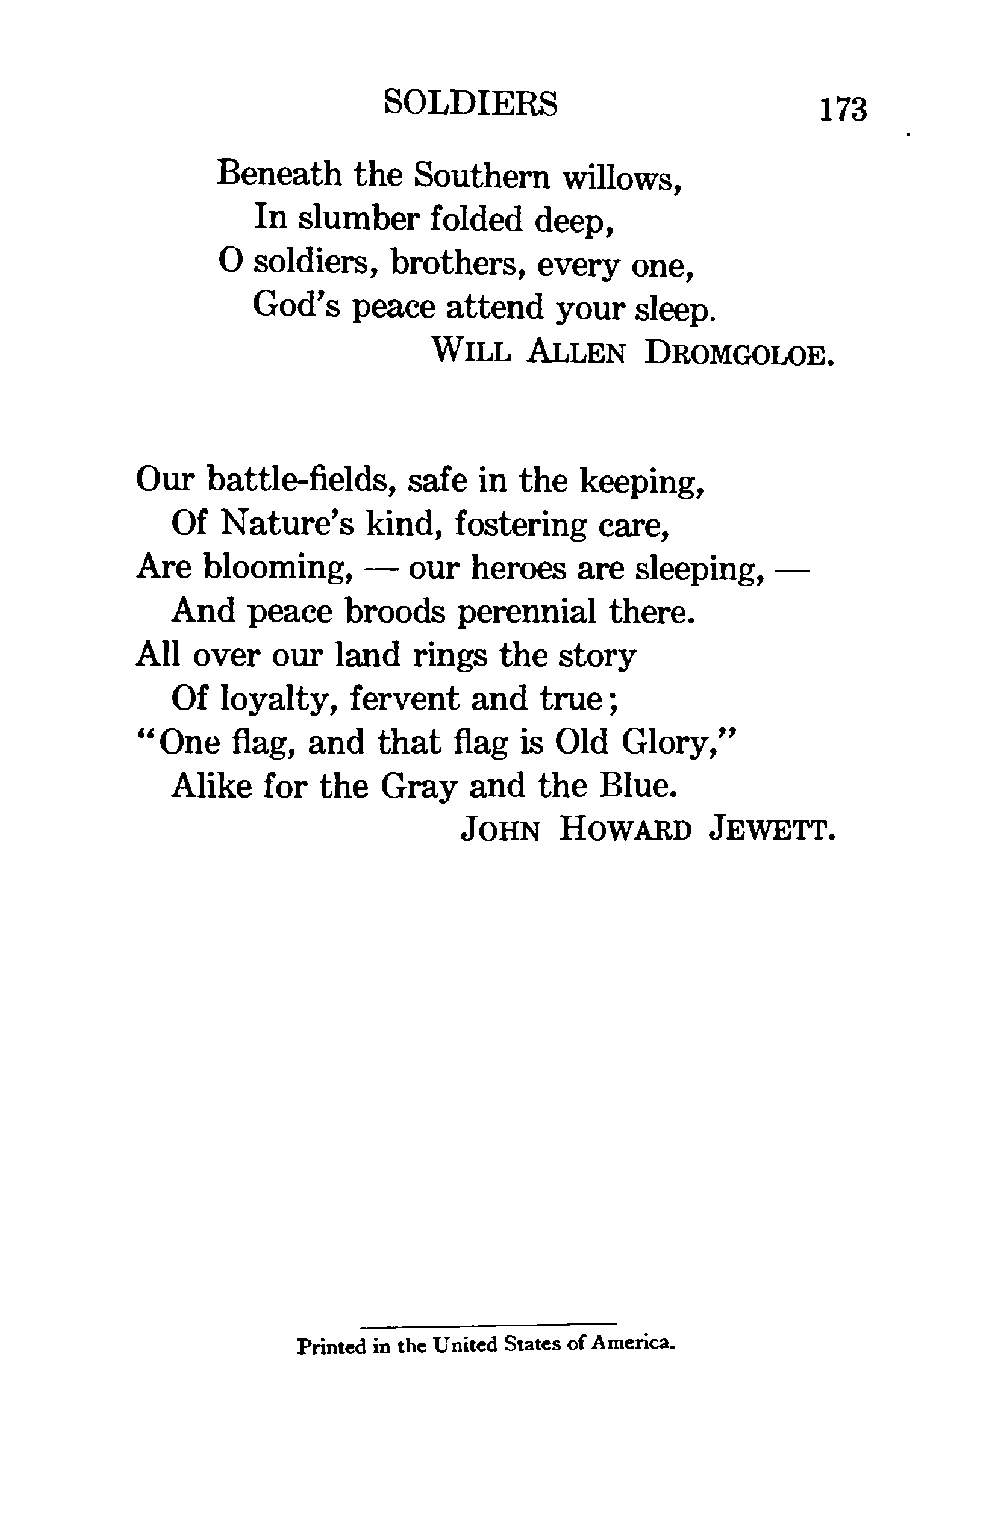 SOLDIERS 173
Beneath the Southern willows,
In slumber folded deep,
O soldiers, brothers, every one,
God's peace attend your sleep.
WILL ALLEN DROMGOLOE.
Our battle-fields, safe in the keeping,
Of Nature's kind, fostering care,
Are blooming, — our heroes are sleeping, —
And peace broods perennial there.
All over our land rings the story
Of loyalty, fervent and true;
"One flag, and that flag is Old Glory,"
Alike for the Gray and the Blue.
JOHN HOWARD JEWETT.
Printed in the United States of America.